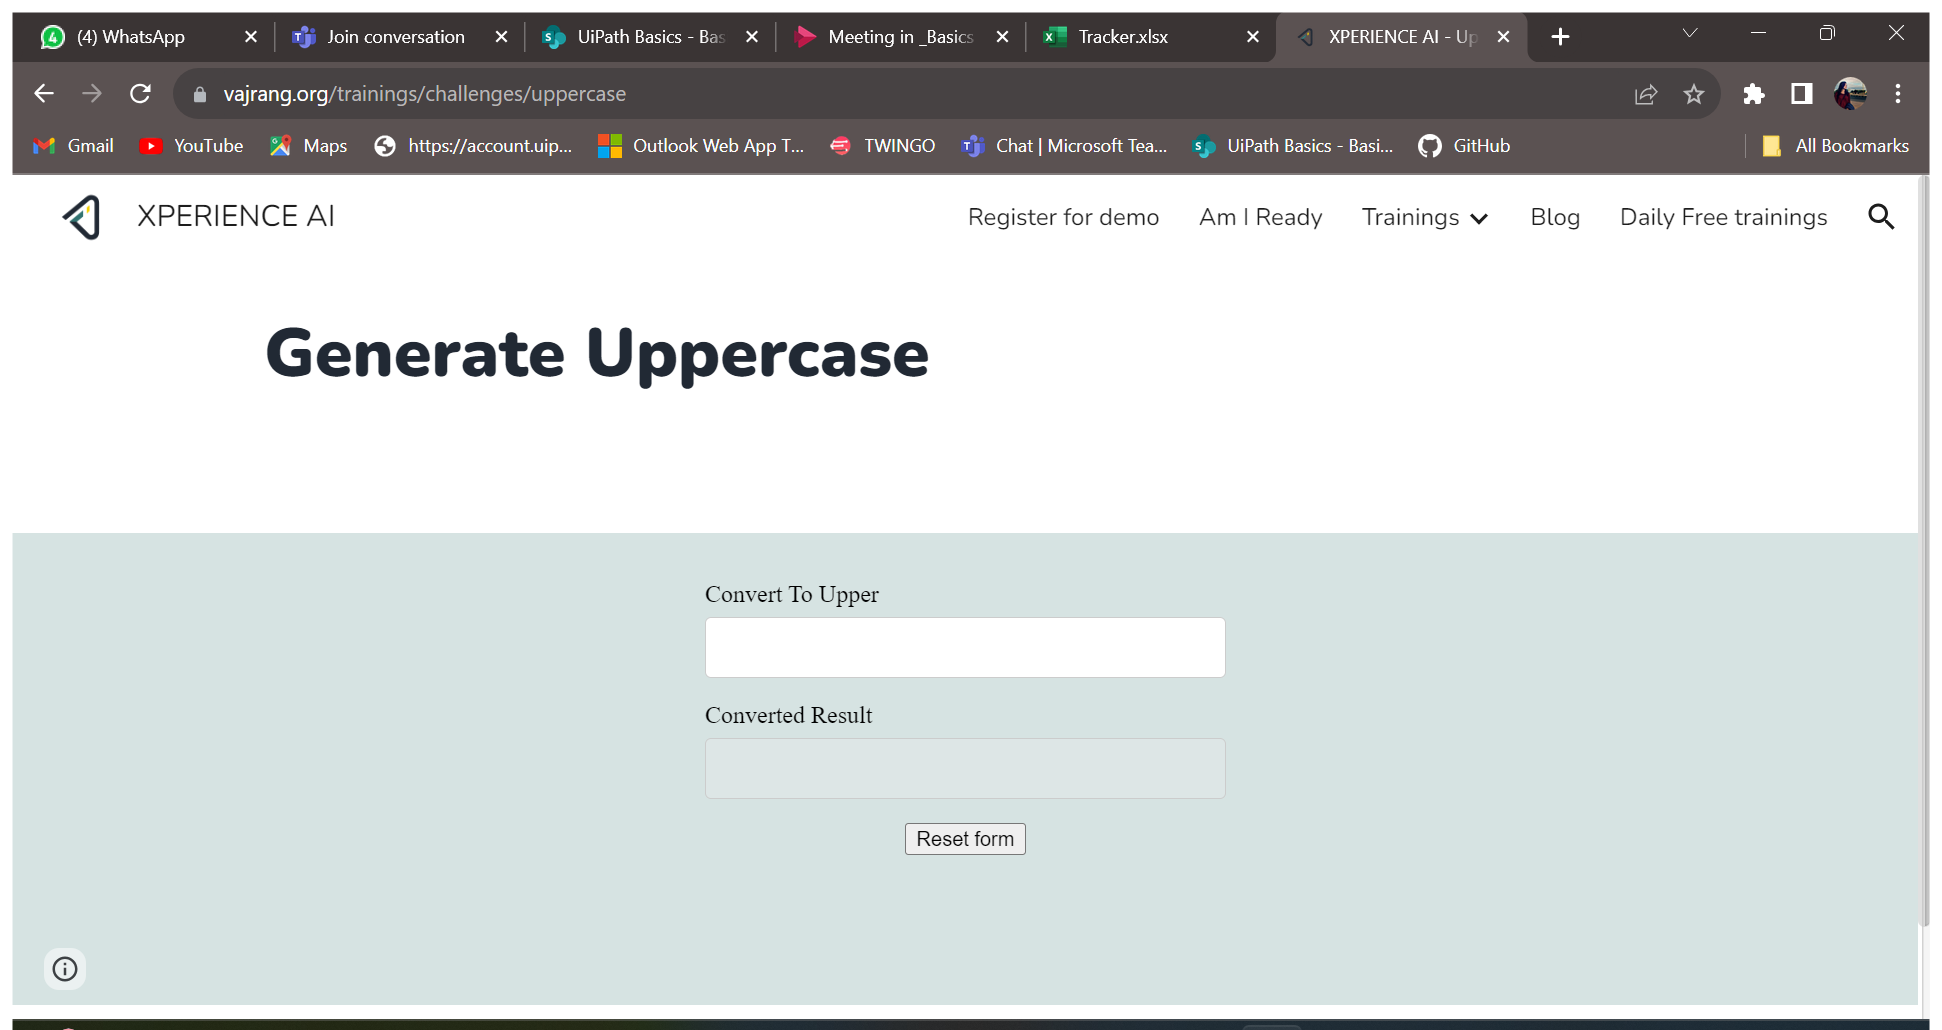 (4) WhatsApp
Join conversation
UiPath Basics - Bas
Meeting in _Basics
Tracker.xlsx
XPERIENCE AI - Up
vajrang.org/trainings/challenges/uppercase
Gmail
YouTube
Maps
https://account.uip...
Outlook Web App T...
TWINGO
Chat | Microsoft Tea...
UiPath Basics - Basi...
GitHub
All Bookmarks
XPERIENCE AI
Register for demo
Am I Ready
Trainings
Blog
Daily Free trainings
Generate Uppercase
Convert To Upper
Converted Result
Reset form